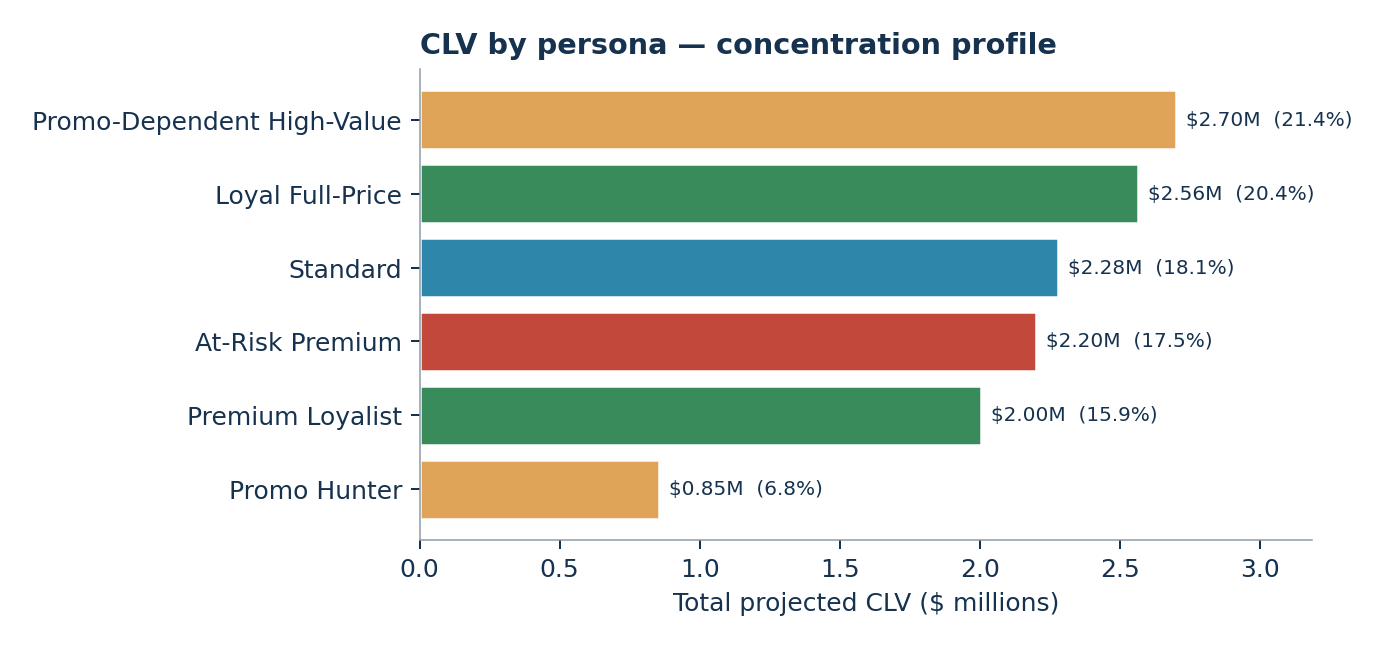 CLV by persona — concentration profile
Promo-Dependent High-Value $2.70M (21.4%)
Loyal Full-Price $2.56M (20.4%)
Standard $2.28M (18.1%)
At-Risk Premium $2.20M (17.5%)
Premium Loyalist $2.00M (15.9%)
Promo Hunter $0.85M (6.8%)
0.0 0.5 1.0 1.5 2.0 2.5 3.0
Total projected CLV ($ millions)